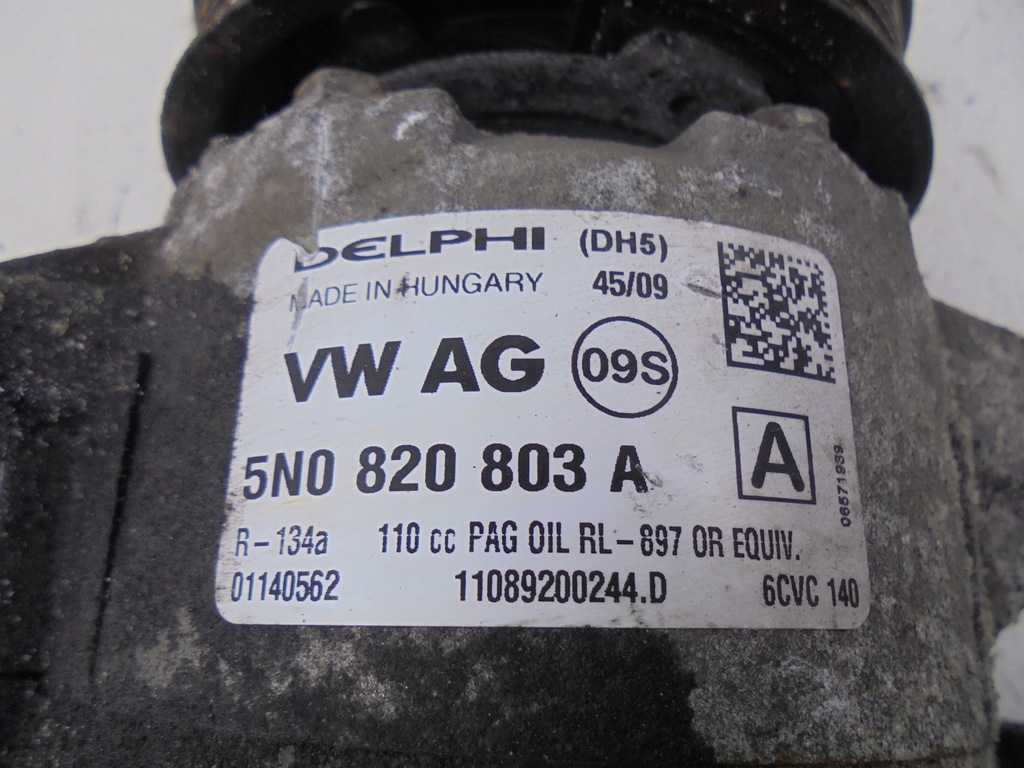 DELPHI (DH5)
MADE IN HUNGARY 45/09
VW AG 09S
5N0 820 803 A A
R-134a 110 cc PAG OIL RL-897 OR EQUIV.
01140562 11089200244.D 6CVC 140
06571939